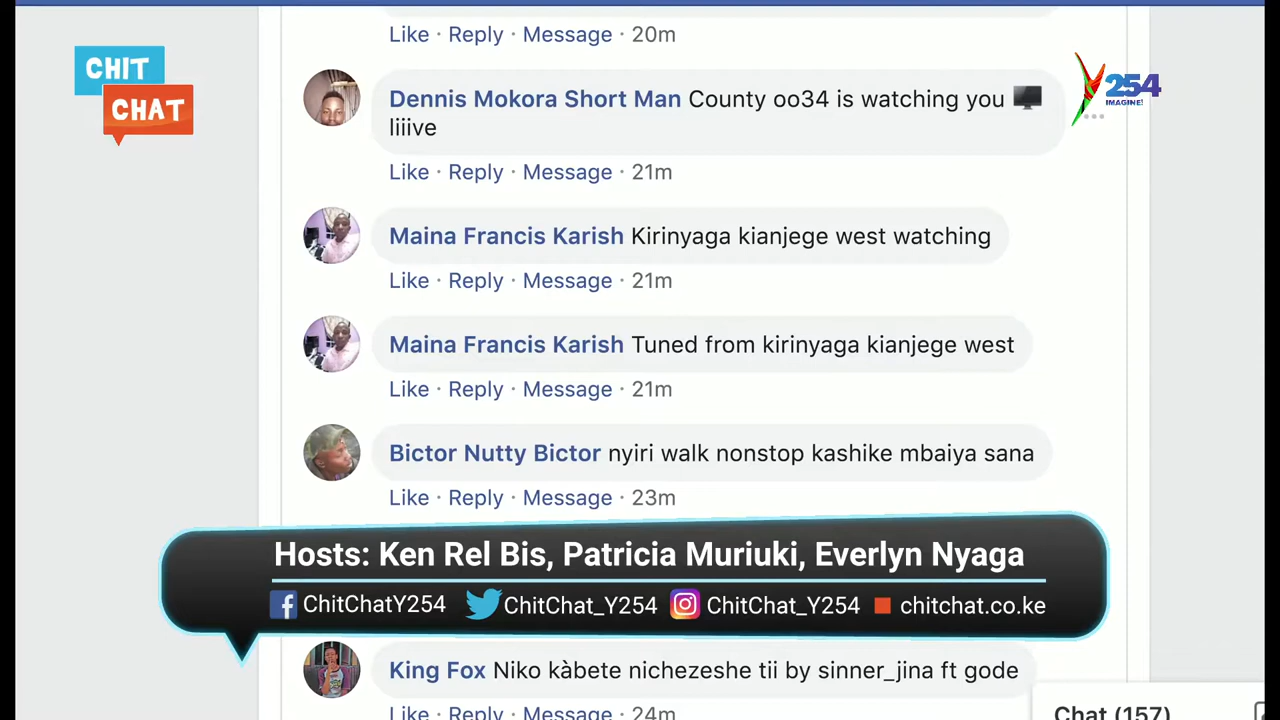 Like · Reply · Message · 20m
CHIT
CHAT
254
IMAGINE!
Dennis Mokora Short Man County oo34 is watching you
liiive
Like · Reply · Message · 21m
Maina Francis Karish Kirinyaga kianjege west watching
Like · Reply · Message · 21m
Maina Francis Karish Tuned from kirinyaga kianjege west
Like · Reply · Message · 21m
Bictor Nutty Bictor nyiri walk nonstop kashike mbaiya sana
Like · Reply · Message · 23m
Hosts: Ken Rel Bis, Patricia Muriuki, Everlyn Nyaga
ChitChatY254 ChitChat_Y254 ChitChat_Y254 chitchat.co.ke
King Fox Niko kàbete nichezeshe tii by sinner_jina ft gode
Like · Reply · Message · 24m
Chat (157)